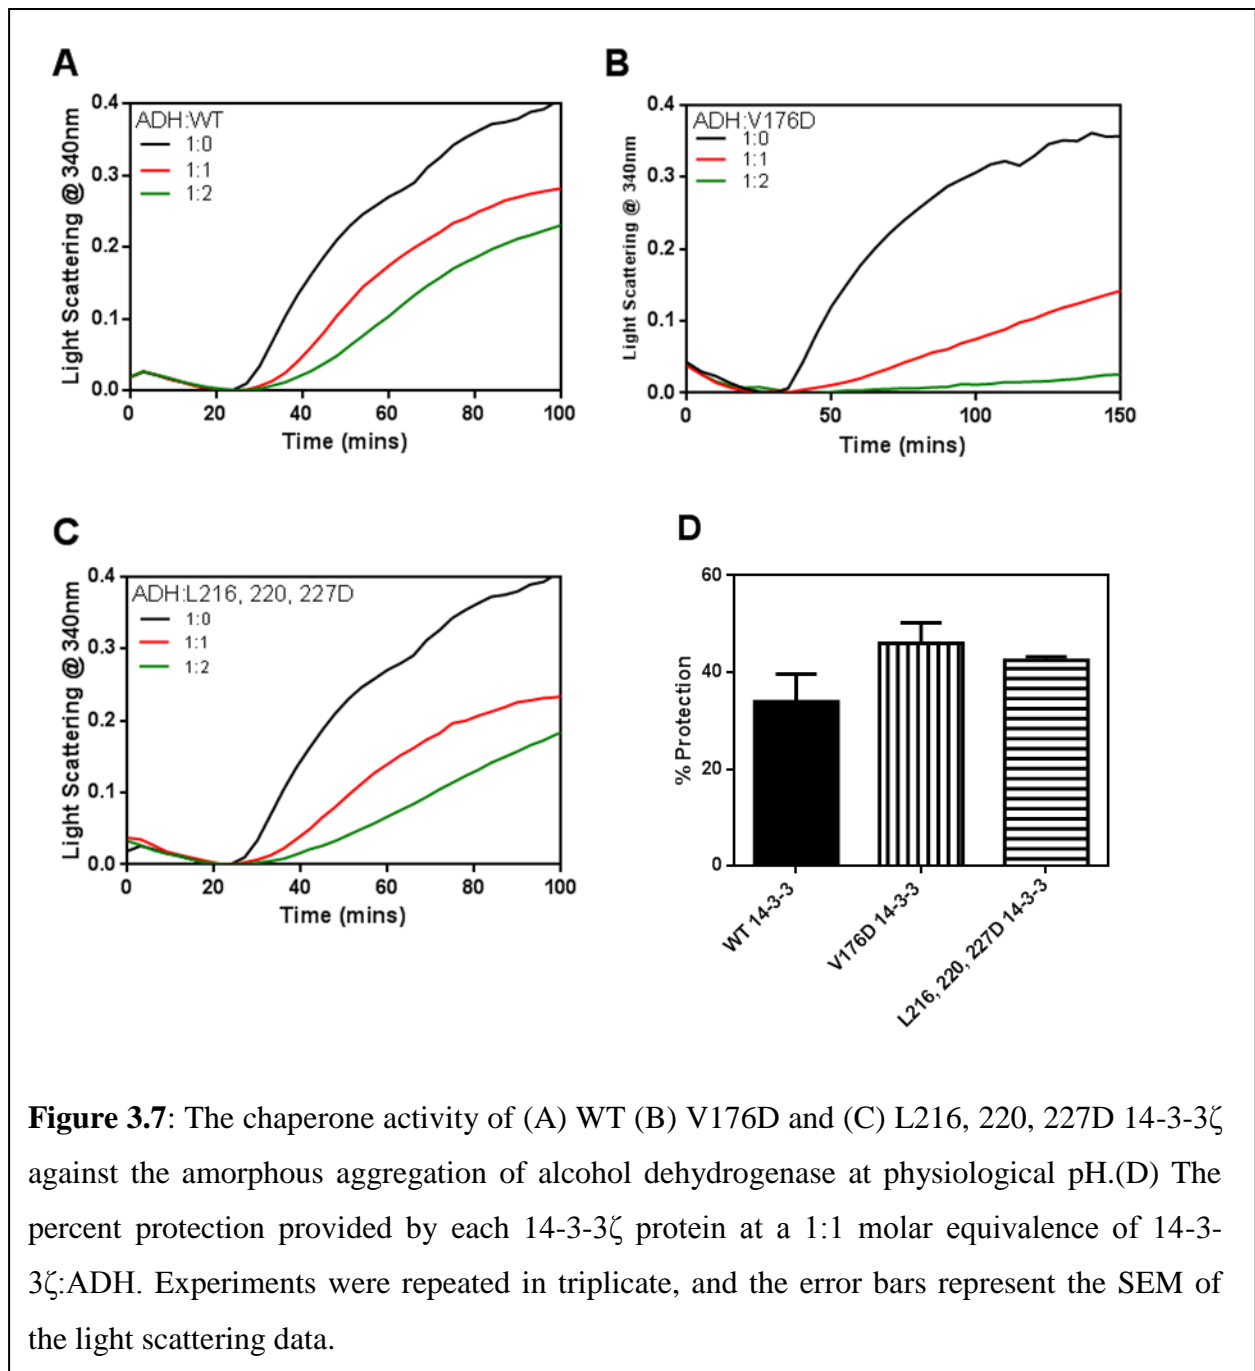 A
ADH:WT
1:0
1:1
1:2
Light Scattering @ 340nm
0.4
0.3
0.2
0.1
0.0
0 20 40 60 80 100
Time (mins)
B
ADH:V176D
1:0
1:1
1:2
Light Scattering @ 340nm
0.4
0.3
0.2
0.1
0.0
0 50 100 150
Time (mins)
C
ADH:L216, 220, 227D
1:0
1:1
1:2
Light Scattering @ 340nm
0.4
0.3
0.2
0.1
0.0
0 20 40 60 80 100
Time (mins)
D
% Protection
60
40
20
0
WT 14-3-3
V176D 14-3-3
L216, 220, 227D 14-3-3
Figure 3.7: The chaperone activity of (A) WT (B) V176D and (C) L216, 220, 227D 14-3-3ζ
against the amorphous aggregation of alcohol dehydrogenase at physiological pH.(D) The
percent protection provided by each 14-3-3ζ protein at a 1:1 molar equivalence of 14-3-
3ζ:ADH. Experiments were repeated in triplicate, and the error bars represent the SEM of
the light scattering data.